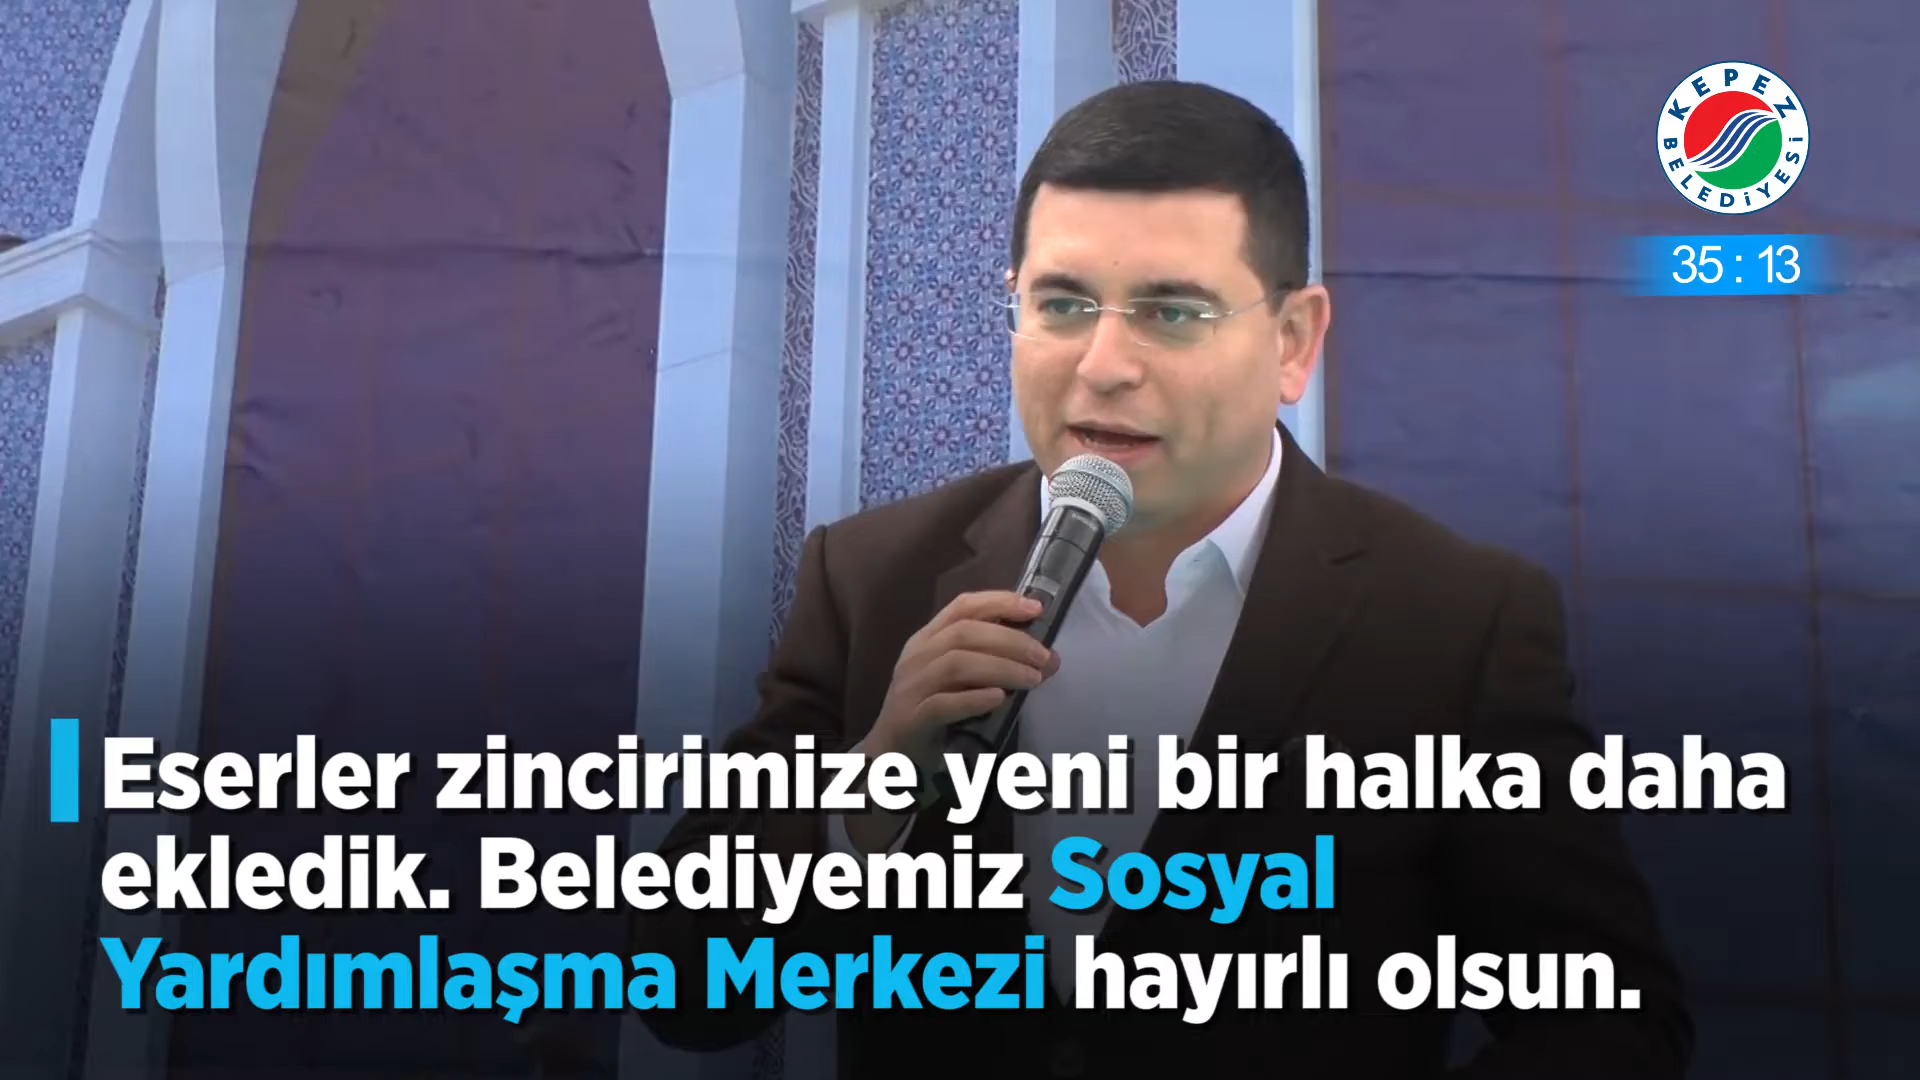 KEPEZ
BELEDİYESİ
35 : 13
Eserler zincirimize yeni bir halka daha
ekledik. Belediyemiz Sosyal
Yardımlaşma Merkezi hayırlı olsun.